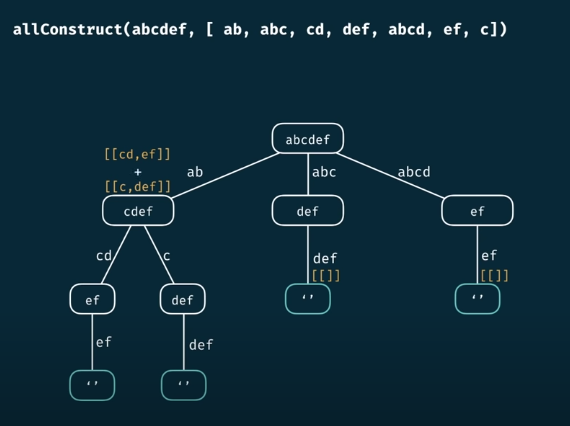 allConstruct(abcdef, [ ab, abc, cd, def, abcd, ef, c])
abcdef
[[cd,ef]]
+
[[c,def]]
ab
abc
abcd
cdef
def
ef
cd
c
def
[[]]
ef
[[]]
ef
def
‘’
‘’
ef
def
‘’
‘’